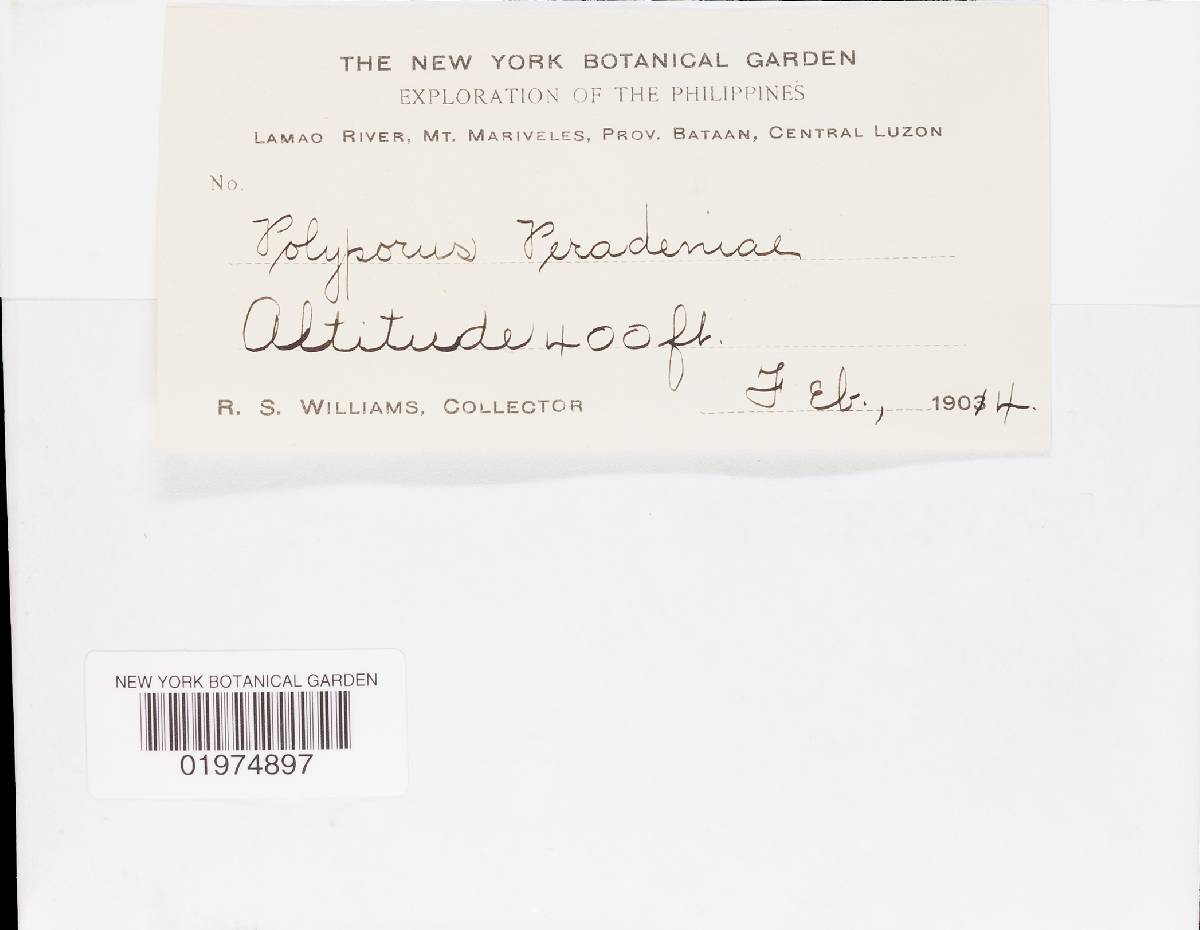 THE NEW YORK BOTANICAL GARDEN
EXPLORATION OF THE PHILIPPINES
LAMAO RIVER, MT. MARIVELES, PROV. BATAAN, CENTRAL LUZON
No.
Polyporus Peradeniae
Altitude 400 ft.
R. S. WILLIAMS, COLLECTOR Feb., 1904.
NEW YORK BOTANICAL GARDEN
01974897